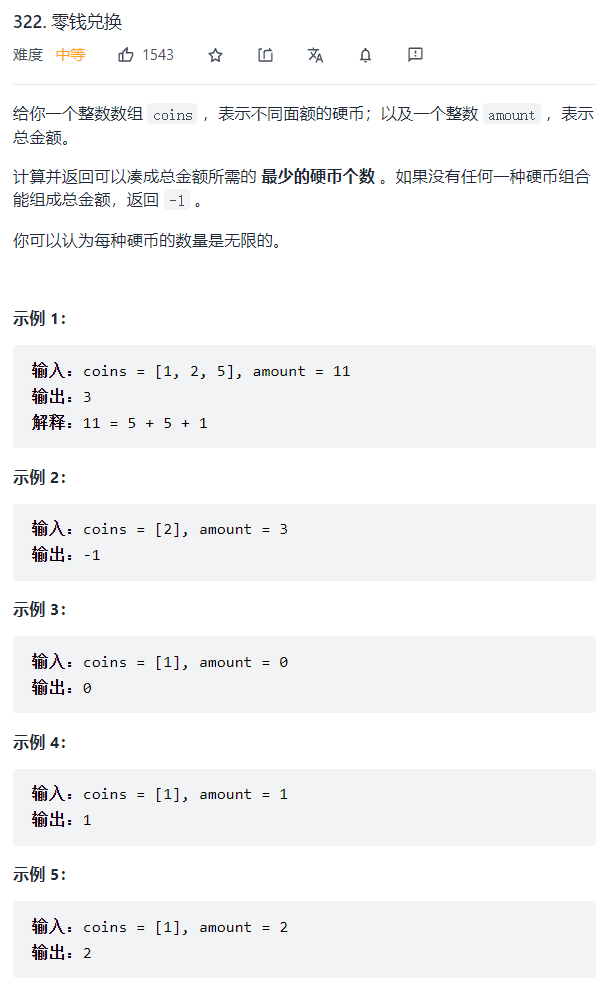 322. 零钱兑换
难度 中等 1543
给你一个整数数组 coins ，表示不同面额的硬币；以及一个整数 amount ，表示
总金额。
计算并返回可以凑成总金额所需的 最少的硬币个数 。如果没有任何一种硬币组合
能组成总金额，返回 -1 。
你可以认为每种硬币的数量是无限的。
示例 1：
输入：coins = [1, 2, 5], amount = 11
输出：3
解释：11 = 5 + 5 + 1
示例 2：
输入：coins = [2], amount = 3
输出：-1
示例 3：
输入：coins = [1], amount = 0
输出：0
示例 4：
输入：coins = [1], amount = 1
输出：1
示例 5：
输入：coins = [1], amount = 2
输出：2